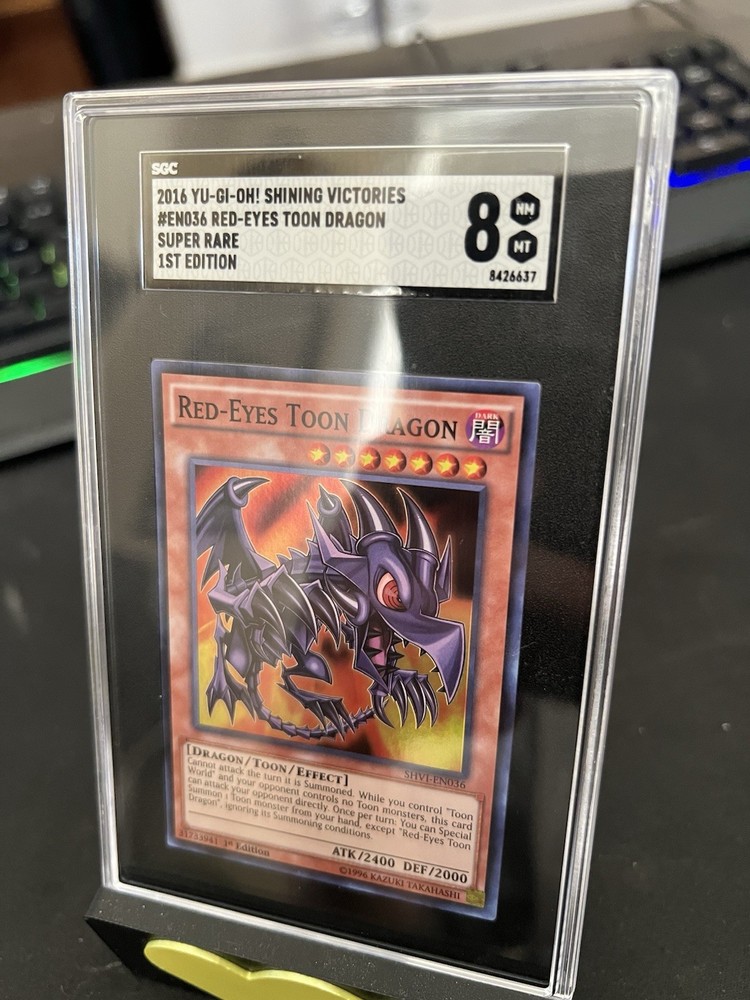 SGC
2016 YU-GI-OH! SHINING VICTORIES
#EN036 RED-EYES TOON DRAGON
SUPER RARE
1ST EDITION
8 NM
MT
8426637
RED-EYES TOON DRAGON
DARK
闇
SHVI-EN036
[DRAGON/TOON/EFFECT]
Cannot attack the turn it is Summoned. While you control "Toon
World" and your opponent controls no Toon monsters, this card
can attack your opponent directly. Once per turn: You can Special
Summon 1 Toon monster from your hand, except "Red-Eyes Toon
Dragon", ignoring its Summoning conditions.
ATK/2400 DEF/2000
31733941 1st Edition
©1996 KAZUKI TAKAHASHI